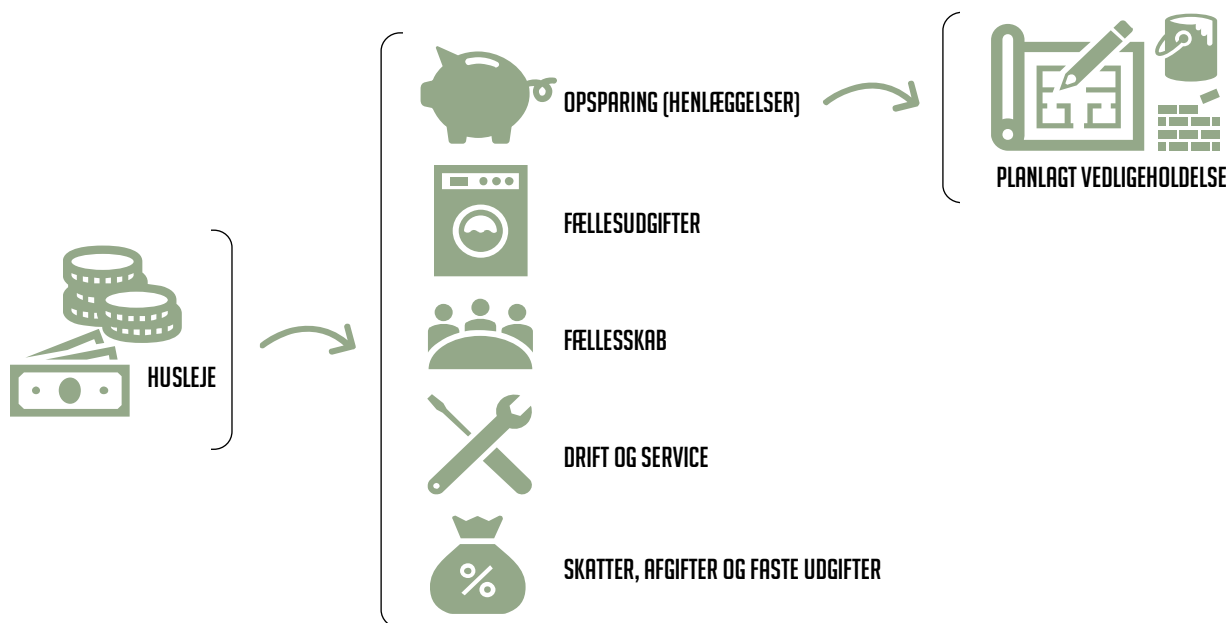 HUSLEJE
OPSPARING (HENLÆGGELSER)
FÆLLESUDGIFTER
FÆLLESSKAB
DRIFT OG SERVICE
%
SKATTER, AFGIFTER OG FASTE UDGIFTER
PLANLAGT VEDLIGEHOLDELSE